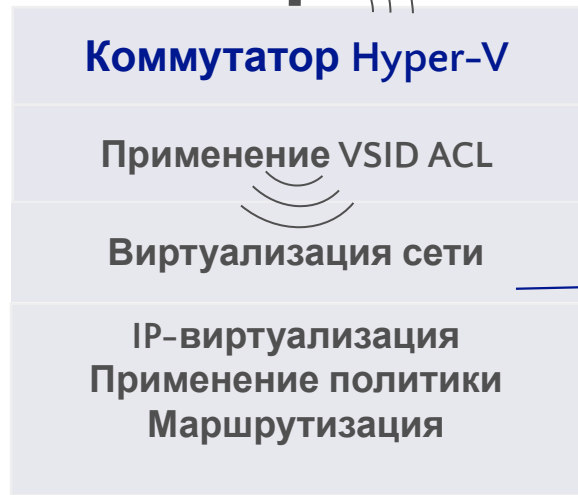 Коммутатор Hyper-V
Применение VSID ACL
Виртуализация сети
IP-виртуализация
Применение политики
Маршрутизация